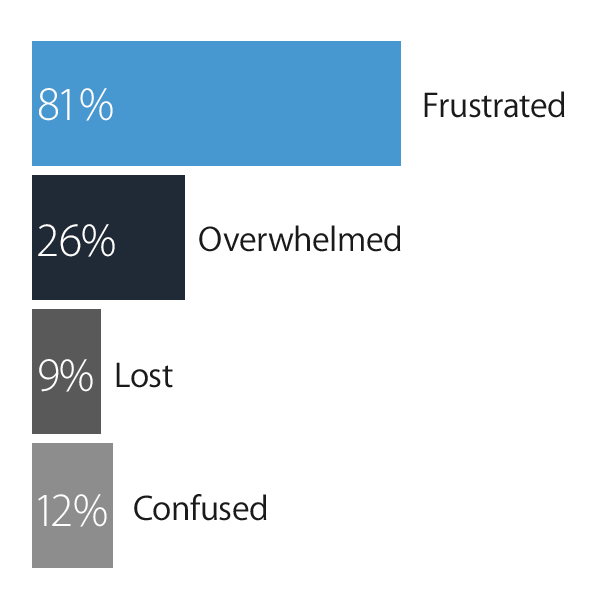 81% Frustrated
26% Overwhelmed
9% Lost
12% Confused